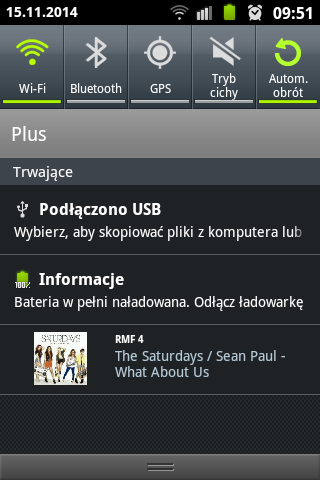 15.11.2014 09:51
Wi-Fi Bluetooth GPS Tryb cichy Autom. obrót
Plus
Trwające
Podłączono USB
Wybierz, aby skopiować pliki z komputera lub
100%
Informacje
Bateria w pełni naładowana. Odłącz ładowarkę
SATURDAYS
RMF 4
The Saturdays / Sean Paul -
What About Us